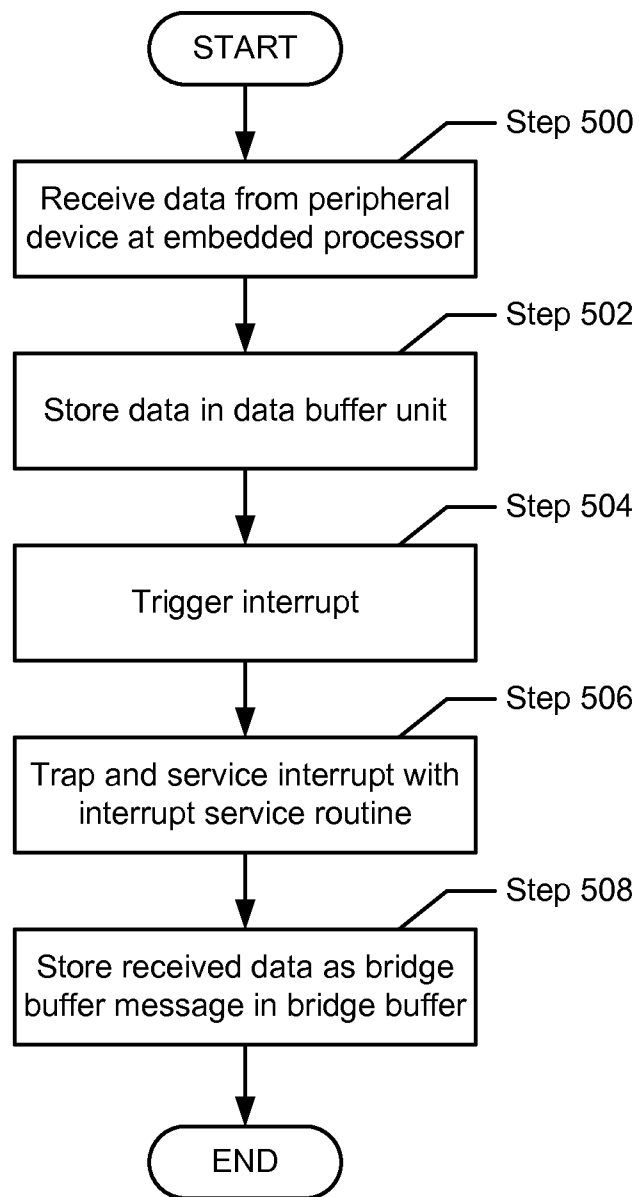 START
Step 500
Receive data from peripheral
device at embedded processor
Step 502
Store data in data buffer unit
Step 504
Trigger interrupt
Step 506
Trap and service interrupt with
interrupt service routine
Step 508
Store received data as bridge
buffer message in bridge buffer
END